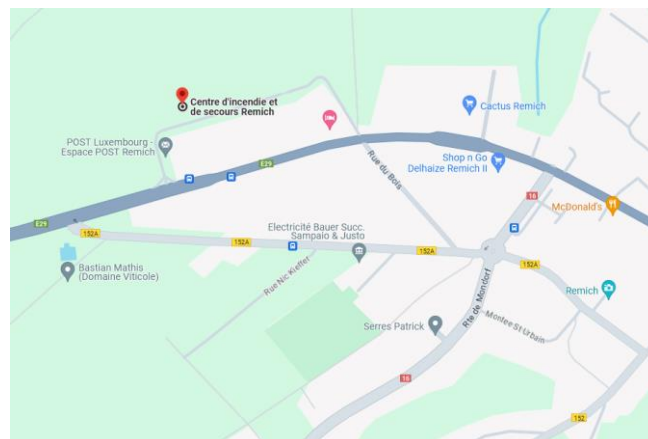 Centre d'incendie et
de secours Remich
Cactus Remich
POST Luxembourg -
Espace POST Remich
Rue du Bois
Shop n Go
Delhaize Remich II
E29
E29
16
McDonald's
E29
152A
152A
Electricité Bauer Succ.
Sampaio & Justo
152A
152A
Bastian Mathis
(Domaine Viticole)
Rue Nic Kieffer
Rte de Mondorf
Remich
Serres Patrick
Montee St Urbain
16
152